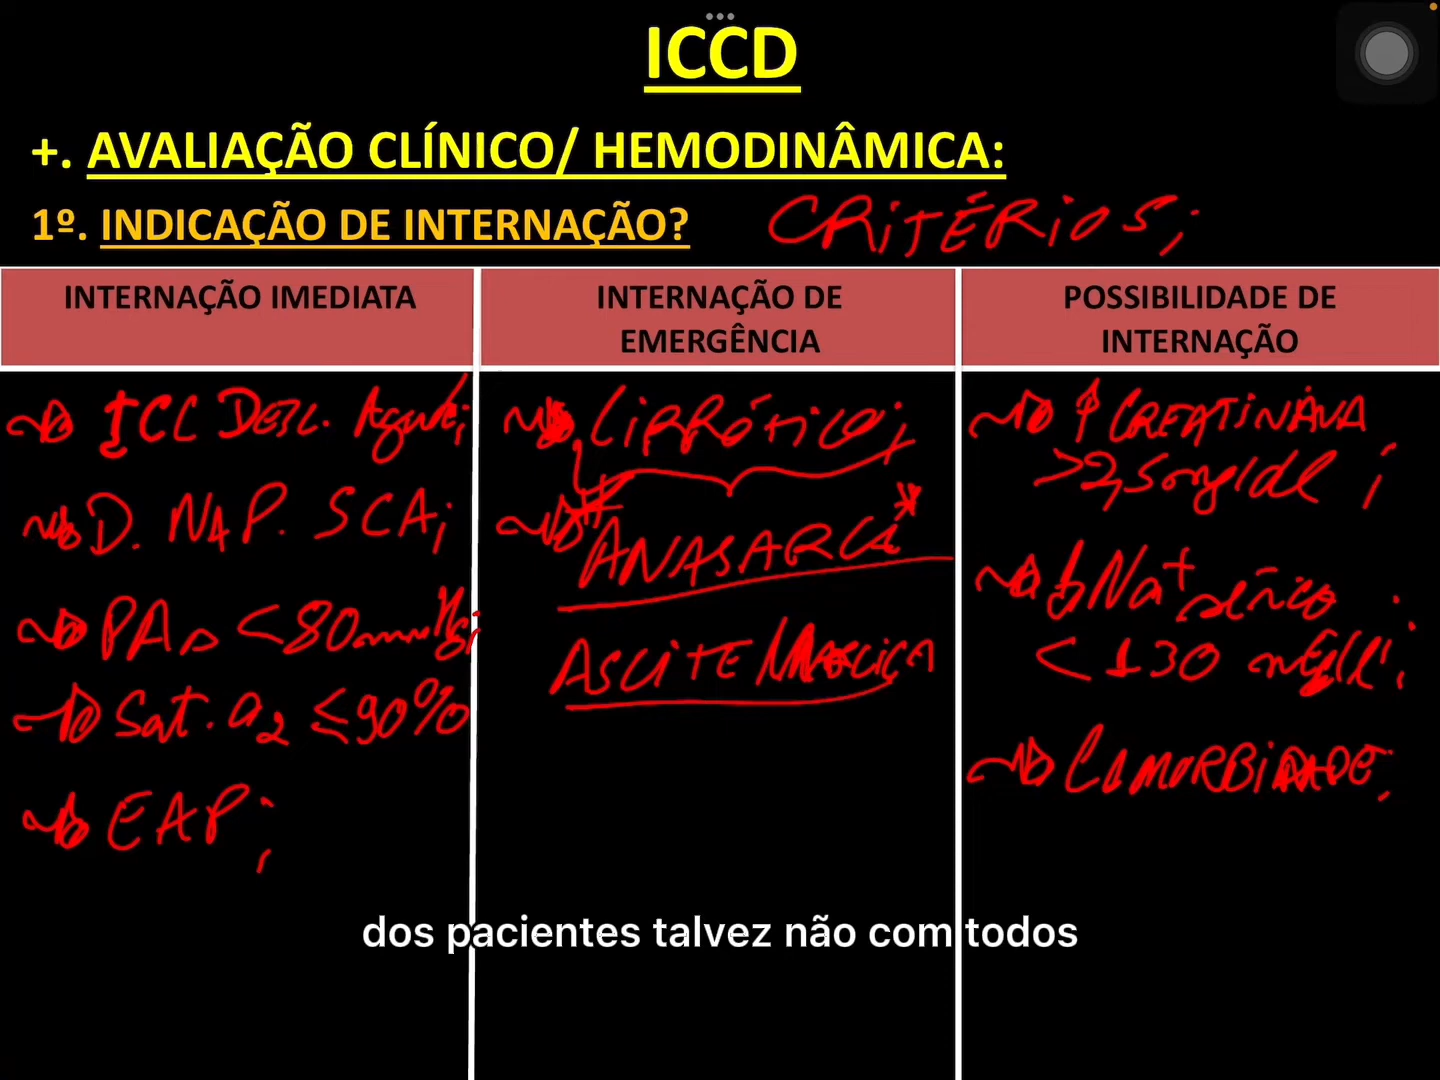 ICCD
+. AVALIAÇÃO CLÍNICO/ HEMODINÂMICA:
1º. INDICAÇÃO DE INTERNAÇÃO? CRITÉRIOS;
INTERNAÇÃO IMEDIATA
ICC DESC. Aguda;
D. NAP. SCA;
PAS <80mmHg;
Sat. O2 ≤90%
EAP;
INTERNAÇÃO DE
EMERGÊNCIA
CIRRÓTICO;
ANASARCA*
ASCITE MACIÇA
POSSIBILIDADE DE
INTERNAÇÃO
↑ CREATININA
>2,5mg/dl;
↓Na+ sérico
<130 mEq/l;
COMORBIDADE;
dos pacientes talvez não com todos